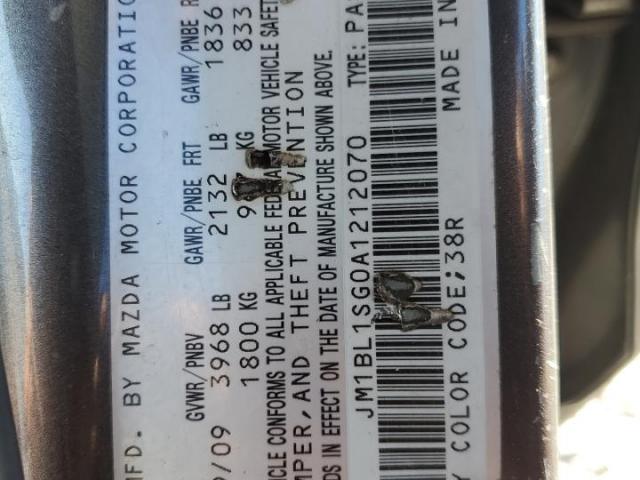 MFD. BY MAZDA MOTOR CORPORATIO
GVWR/PNBV GAWR/PNBE FRT GAWR/PNBE R
/09 3968 LB 2132 LB 1836
1800 KG KG 833
ICLE CONFORMS TO ALL APPLICABLE FEDERAL MOTOR VEHICLE SAFETY
MPER, AND THEFT PREVENTION
DS IN EFFECT ON THE DATE OF MANUFACTURE SHOWN ABOVE.
JM1BL1SG0A1212070 TYPE: PA
Y COLOR CODE;38R MADE IN